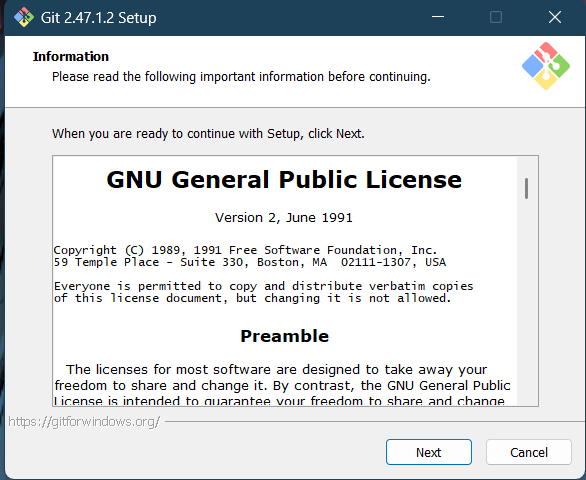 Git 2.47.1.2 Setup
Information
Please read the following important information before continuing.
When you are ready to continue with Setup, click Next.
GNU General Public License
Version 2, June 1991
Copyright (C) 1989, 1991 Free Software Foundation, Inc.
59 Temple Place - Suite 330, Boston, MA  02111-1307, USA
Everyone is permitted to copy and distribute verbatim copies
of this license document, but changing it is not allowed.
Preamble
The licenses for most software are designed to take away your
freedom to share and change it. By contrast, the GNU General Public
License is intended to guarantee your freedom to share and change
https://gitforwindows.org/
Next
Cancel